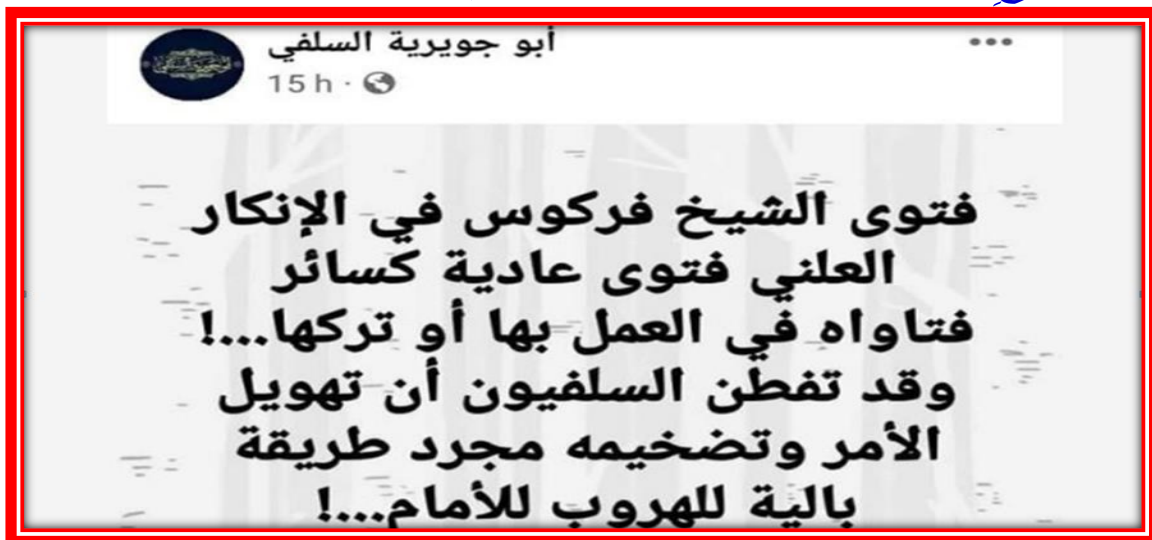 أبو جويرية السلفي
15 h ·
فتوى الشيخ فركوس في الإنكار
العلني فتوى عادية كسائر
فتاواه في العمل بها أو تركها...!
وقد تفطن السلفيون أن تهويل
الأمر وتضخيمه مجرد طريقة
بالية للهروب للأمام...!